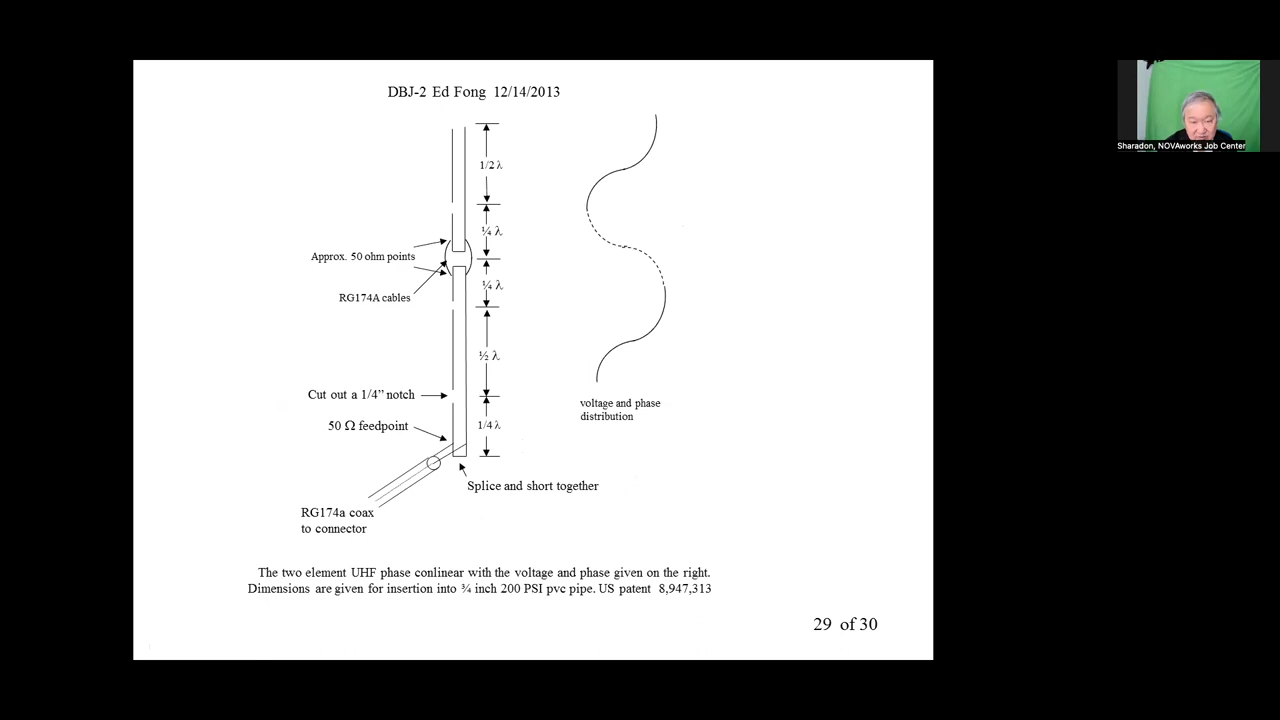 DBJ-2 Ed Fong 12/14/2013
1/2 λ
¼ λ
Approx. 50 ohm points
¼ λ
RG174A cables
½ λ
Cut out a 1/4” notch
voltage and phase
distribution
50 Ω feedpoint
1/4 λ
Splice and short together
RG174a coax
to connector
The two element UHF phase conlinear with the voltage and phase given on the right.
Dimensions are given for insertion into ¾ inch 200 PSI pvc pipe. US patent 8,947,313
29 of 30
Sharadon, NOVAworks Job Center